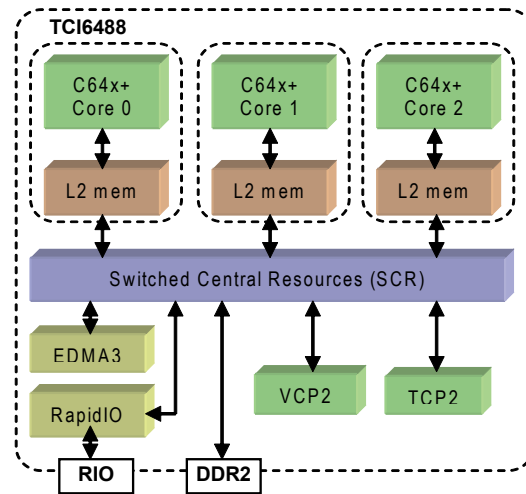 TCI6488
C64x+
Core 0
C64x+
Core 1
C64x+
Core 2
L2 mem
L2 mem
L2 mem
Switched Central Resources (SCR)
EDMA3
RapidIO
VCP2
TCP2
RIO
DDR2